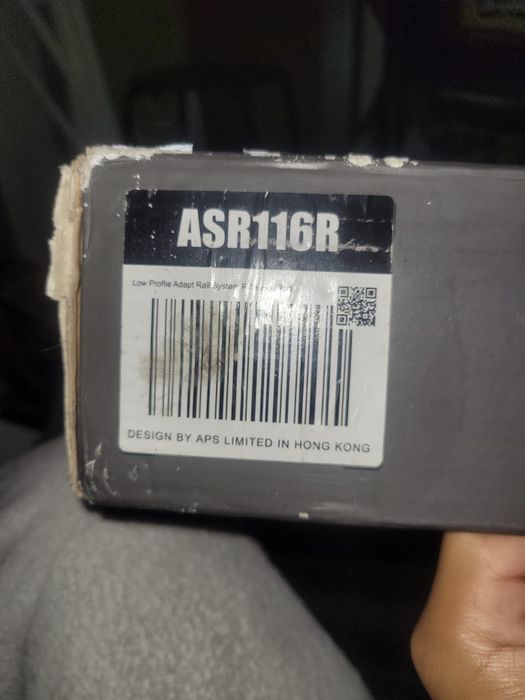 ASR116R
Low Profile Adapt Rail System
DESIGN BY APS LIMITED IN HONG KONG